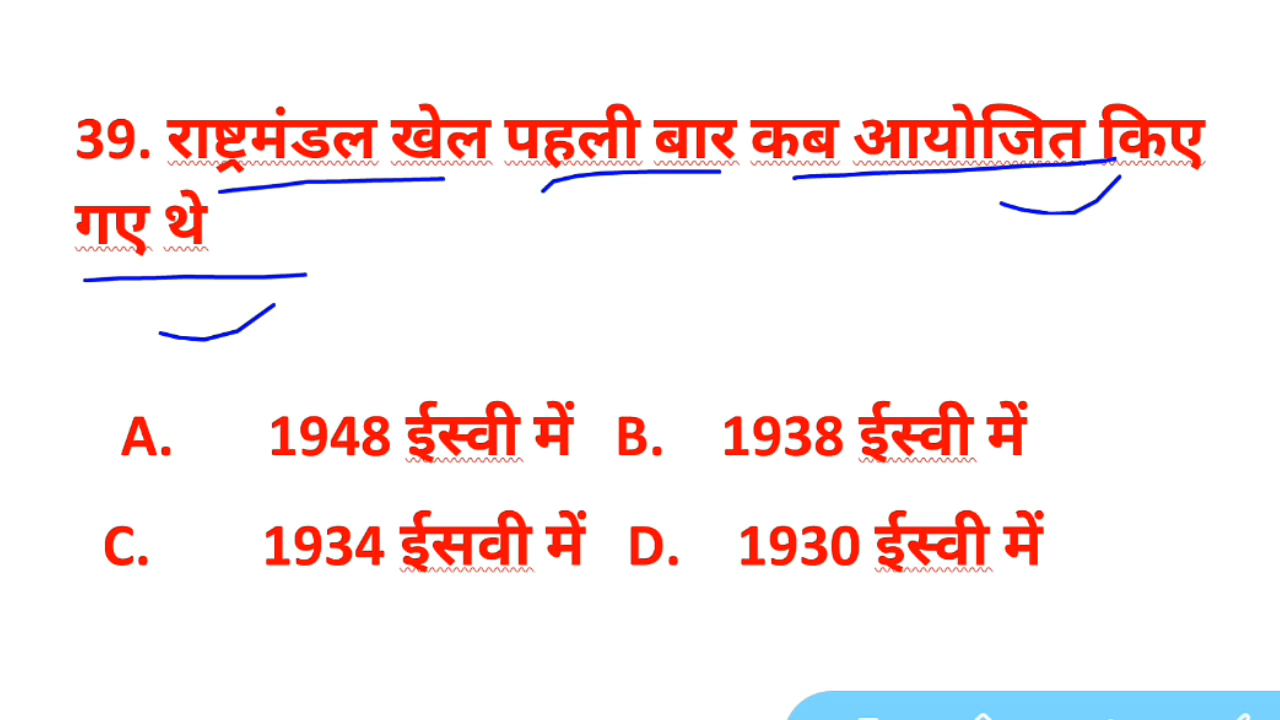 39. राष्ट्रमंडल खेल पहली बार कब आयोजित किए
गए थे
A. 1948 ईस्वी में B. 1938 ईस्वी में
C. 1934 ईसवी में D. 1930 ईस्वी में